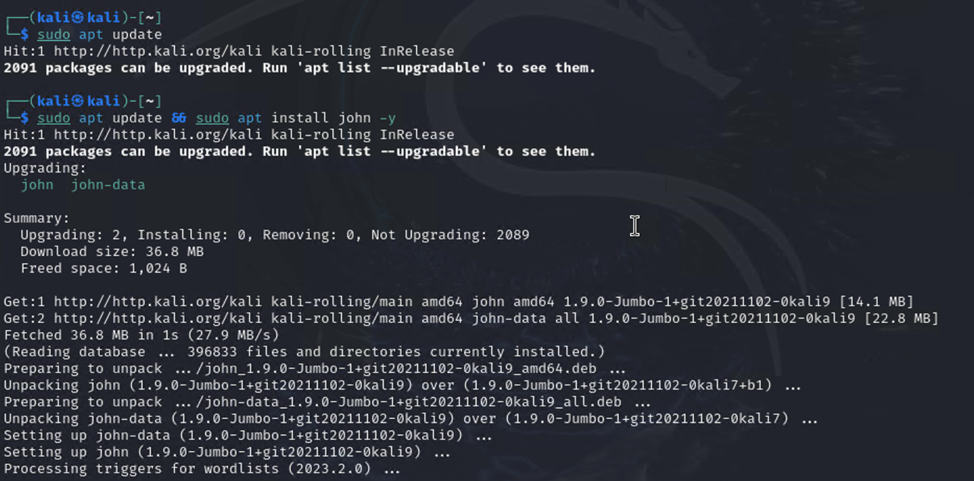 ┌──(kali㉿kali)-[~]
└─$ sudo apt update
Hit:1 http://http.kali.org/kali kali-rolling InRelease
2091 packages can be upgraded. Run 'apt list --upgradable' to see them.
┌──(kali㉿kali)-[~]
└─$ sudo apt update && sudo apt install john -y
Hit:1 http://http.kali.org/kali kali-rolling InRelease
2091 packages can be upgraded. Run 'apt list --upgradable' to see them.
Upgrading:
  john  john-data
Summary:
  Upgrading: 2, Installing: 0, Removing: 0, Not Upgrading: 2089
  Download size: 36.8 MB
  Freed space: 1,024 B
Get:1 http://http.kali.org/kali kali-rolling/main amd64 john amd64 1.9.0-Jumbo-1+git20211102-0kali9 [14.1 MB]
Get:2 http://http.kali.org/kali kali-rolling/main amd64 john-data all 1.9.0-Jumbo-1+git20211102-0kali9 [22.8 MB]
Fetched 36.8 MB in 1s (27.9 MB/s)
(Reading database ... 396833 files and directories currently installed.)
Preparing to unpack .../john_1.9.0-Jumbo-1+git20211102-0kali9_amd64.deb ...
Unpacking john (1.9.0-Jumbo-1+git20211102-0kali9) over (1.9.0-Jumbo-1+git20211102-0kali7+b1) ...
Preparing to unpack .../john-data_1.9.0-Jumbo-1+git20211102-0kali9_all.deb ...
Unpacking john-data (1.9.0-Jumbo-1+git20211102-0kali9) over (1.9.0-Jumbo-1+git20211102-0kali7) ...
Setting up john-data (1.9.0-Jumbo-1+git20211102-0kali9) ...
Setting up john (1.9.0-Jumbo-1+git20211102-0kali9) ...
Processing triggers for wordlists (2023.2.0) ...